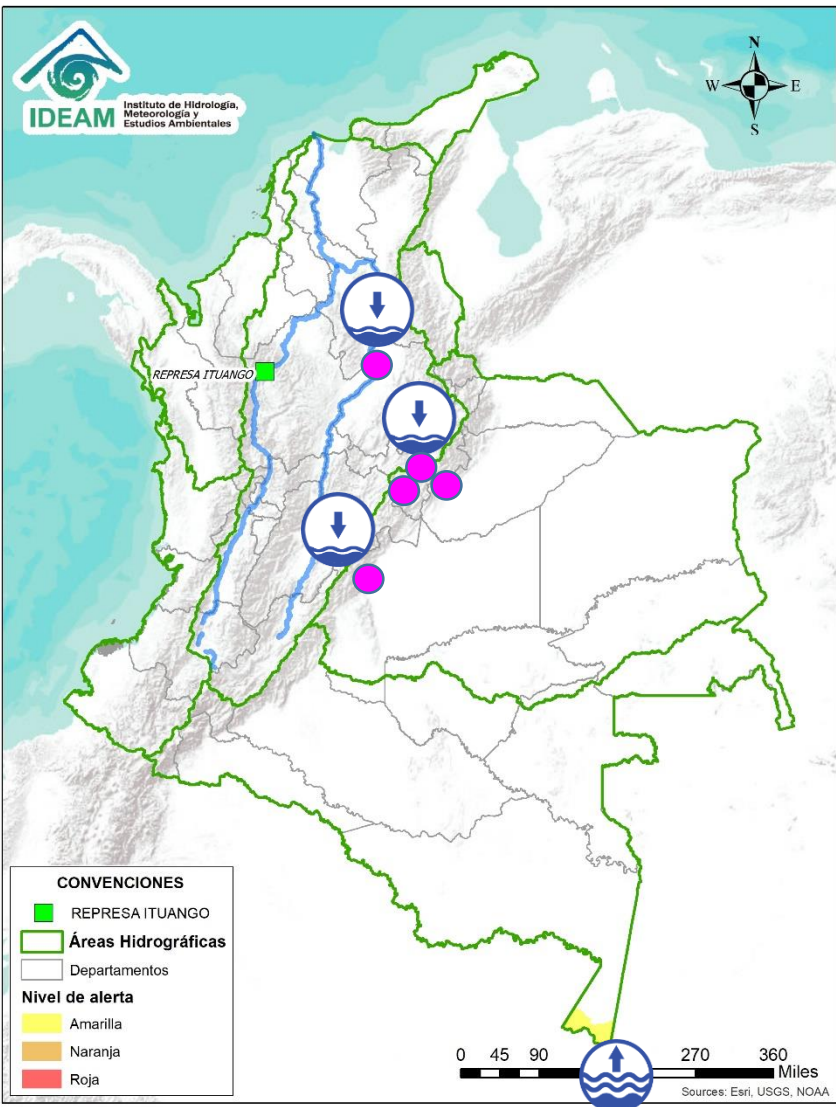 IDEAM
Instituto de Hidrología,
Meteorología y
Estudios Ambientales
N
W
E
S
REPRESA ITUANGO
CONVENCIONES
REPRESA ITUANGO
Áreas Hidrográficas
Departamentos
Nivel de alerta
Amarilla
Naranja
Roja
0 45 90 270 360
Miles
Sources: Esri, USGS, NOAA